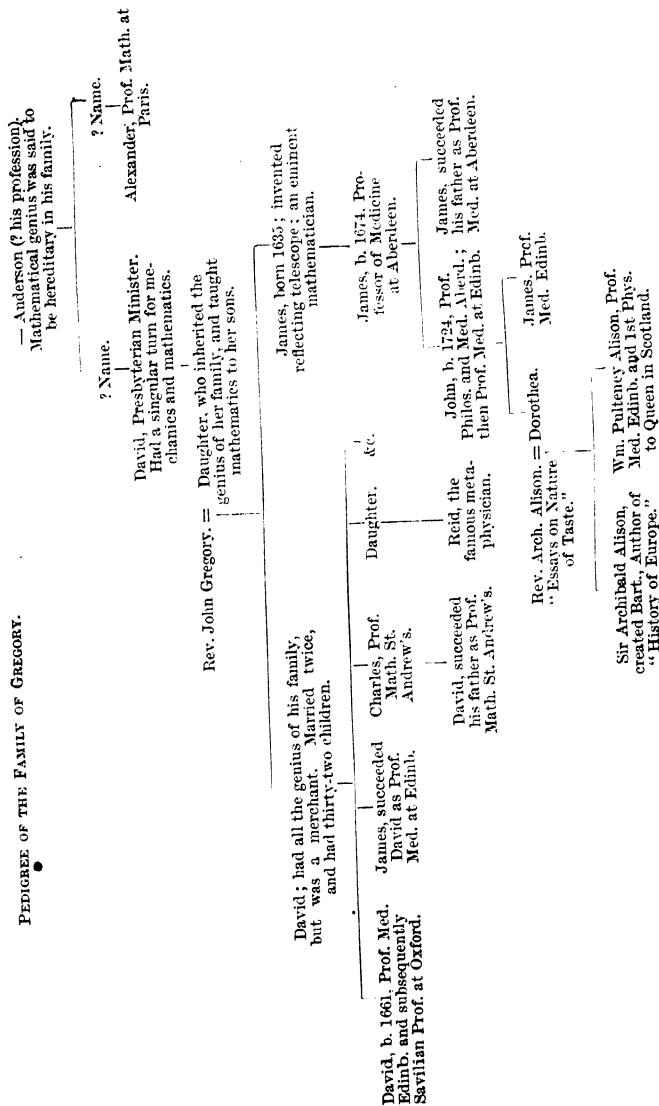 PEDIGREE OF THE FAMILY OF GREGORY.
— Anderson (? his profession).
Mathematical genius was said to
be hereditary in his family.
? Name.
David, Presbyterian Minister.
Had a singular turn for me-
chanics and mathematics.
? Name.
Alexander, Prof. Math. at
Paris.
Rev. John Gregory. = Daughter, who inherited the
genius of her family, and taught
mathematics to her sons.
David; had all the genius of his family,
but was a merchant. Married twice,
and had thirty-two children.
James, born 1635; invented
reflecting telescope; an eminent
mathematician.
David, b. 1661, Prof. Med.
Edinb. and subsequently
Savilian Prof. at Oxford.
James, succeeded
David as Prof.
Med. at Edinb.
Charles, Prof.
Math. St.
Andrew's.
Daughter.
&c.
James, b. 1674, Pro-
fessor of Medicine
at Aberdeen.
David, succeeded
his father as Prof.
Math. St. Andrew's.
Reid, the
famous meta-
physician.
John, b. 1724, Prof.
Philos. and Med. Aberd.;
then Prof. Med. at Edinb.
James, succeeded
his father as Prof.
Med. at Aberdeen.
Rev. Arch. Alison. = Dorothea.
"Essays on Nature
of Taste."
James, Prof.
Med. Edinb.
Sir Archibald Alison,
created Bart., Author of
"History of Europe."
Wm. Pulteney Alison, Prof.
Med. Edinb. and 1st Phys.
to Queen in Scotland.